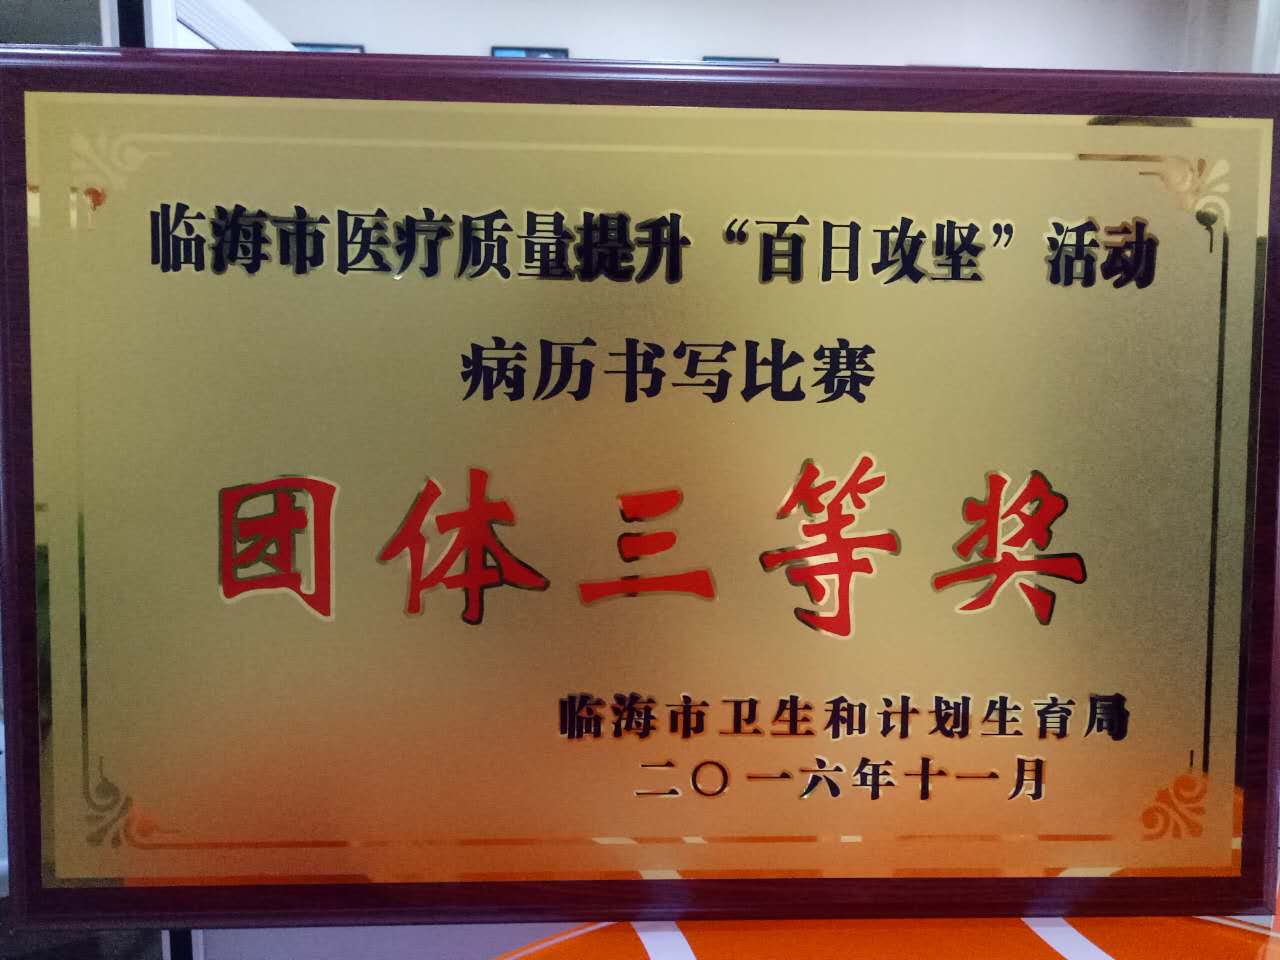 临海市医疗质量提升“百日攻坚”活动
病历书写比赛
团体三等奖
临海市卫生和计划生育局
二〇一六年十一月